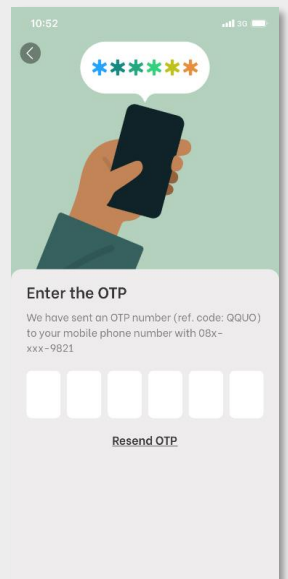 10:52
3G
******
Enter the OTP
We have sent an OTP number (ref. code: QQUO)
to your mobile phone number with 08x-
xxx-9821
Resend OTP